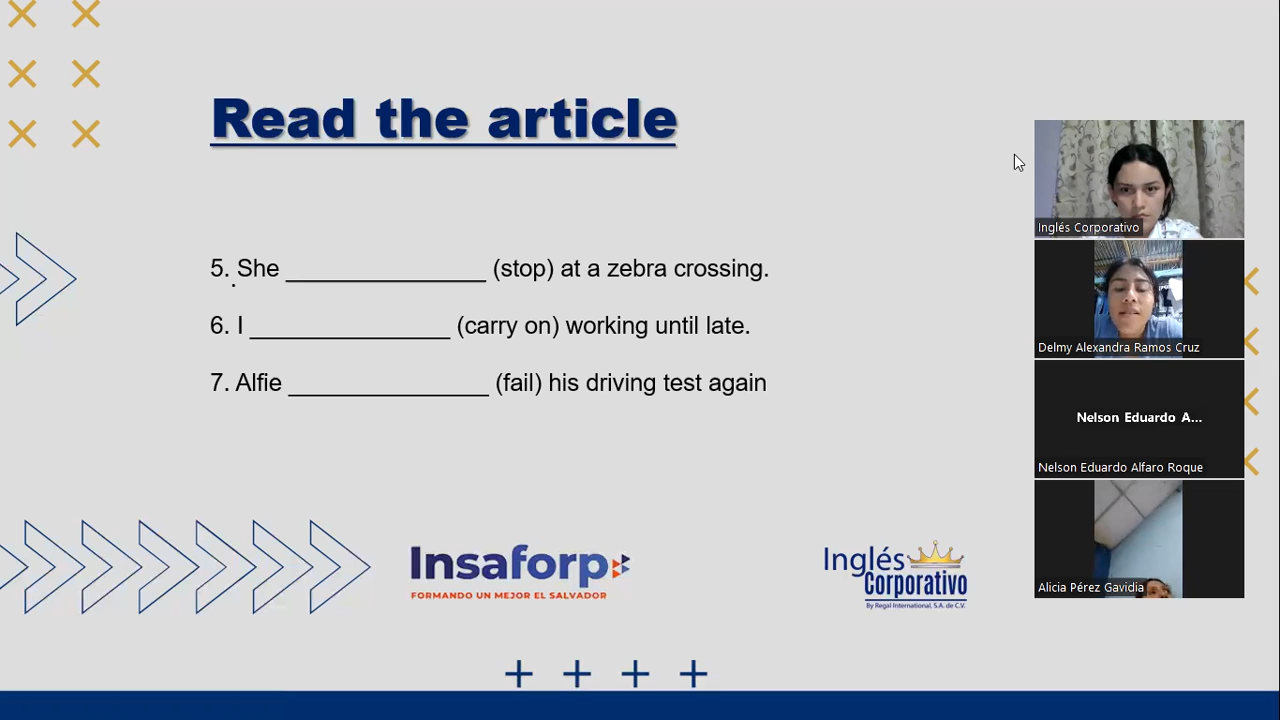 Read the article
5. She _______________ (stop) at a zebra crossing.
6. I _______________ (carry on) working until late.
7. Alfie _______________ (fail) his driving test again
Insaforp
FORMANDO UN MEJOR EL SALVADOR
Inglés
Corporativo
By Regal International, S.A. de C.V.
Inglés Corporativo
Delmy Alexandra Ramos Cruz
Nelson Eduardo A...
Nelson Eduardo Alfaro Roque
Alicia Pérez Gavidia